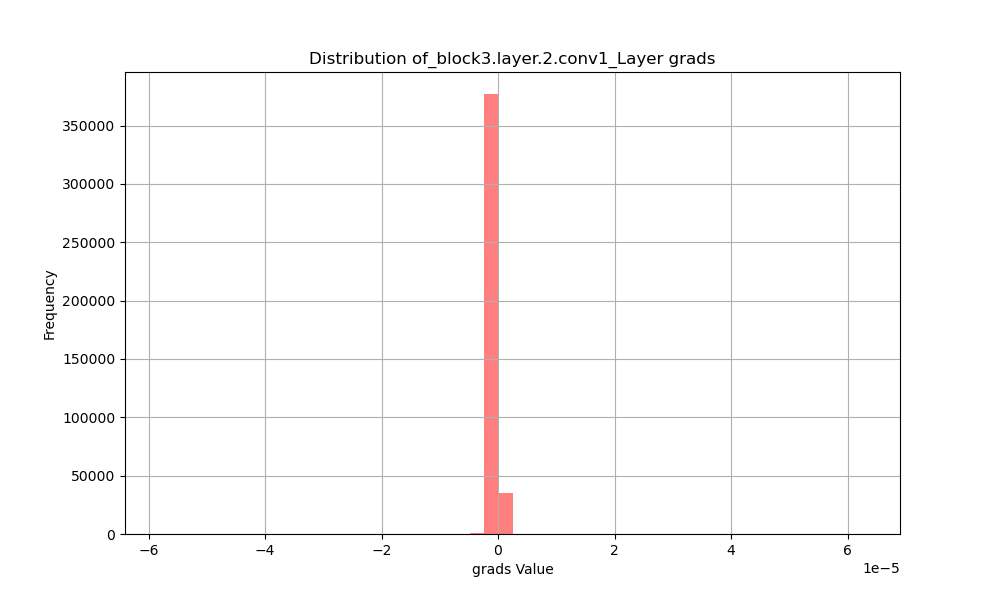 Distribution of_block3.layer.2.conv1_Layer grads
Frequency
350000
300000
250000
200000
150000
100000
50000
0
−6 −4 −2 0 2 4 6
1e−5
grads Value